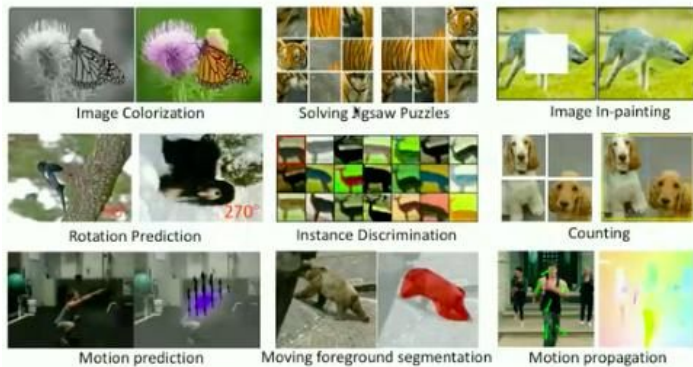 Image Colorization
Solving Jigsaw Puzzles
Image In-painting
270°
Rotation Prediction
Instance Discrimination
Counting
Motion prediction
Moving foreground segmentation
Motion propagation